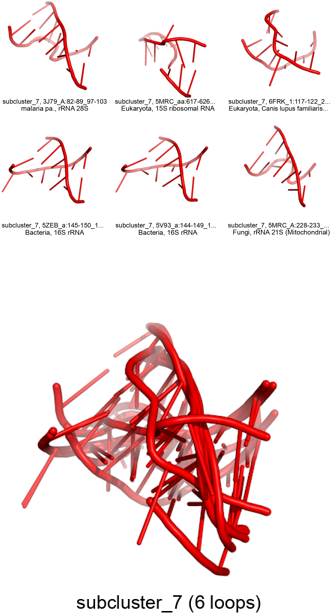 subcluster_7, 3J79_A:82-89_97-103
malaria pa., rRNA 28S
subcluster_7, 5MRC_aa:617-626...
Eukaryota, 15S ribosomal RNA
subcluster_7, 6FRK_1:117-122_2...
Eukaryota, Canis lupus familiaris...
subcluster_7, 5ZEB_a:145-150_1...
Bacteria, 16S rRNA
subcluster_7, 5V93_a:144-149_1...
Bacteria, 16S rRNA
subcluster_7, 5MRC_A:228-233_...
Fungi, rRNA 21S (Mitochondrial)
subcluster_7 (6 loops)